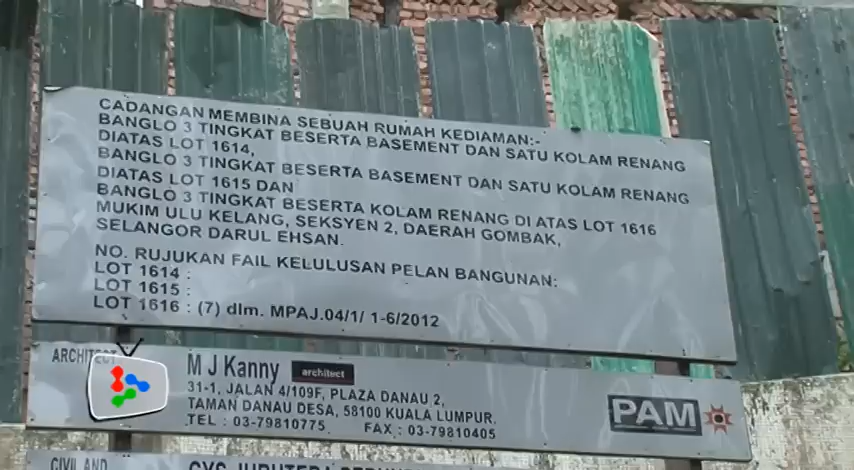 CADANGAN MEMBINA SEBUAH RUMAH KEDIAMAN:-
BANGLO 3 TINGKAT BESERTA BASEMENT DAN SATU KOLAM RENANG
DIATAS LOT 1614,
BANGLO 3 TINGKAT BESERTA BASEMENT DAN SATU KOLAM RENANG
DIATAS LOT 1615 DAN
BANGLO 3 TINGKAT BESERTA KOLAM RENANG DI ATAS LOT 1616
MUKIM ULU KELANG, SEKSYEN 2, DAERAH GOMBAK,
SELANGOR DARUL EHSAN.
NO. RUJUKAN FAIL KELULUSAN PELAN BANGUNAN:
LOT 1614 :
LOT 1615 :
LOT 1616 : (7) dlm. MPAJ.04/1/ 1-6/2012
ARCHITECT
M J Kanny architect
31-1, JALAN 4/109F, PLAZA DANAU 2,
TAMAN DANAU DESA, 58100 KUALA LUMPUR.
TEL : 03-79810775. FAX : 03-79810405
PAM
CIVIL AND